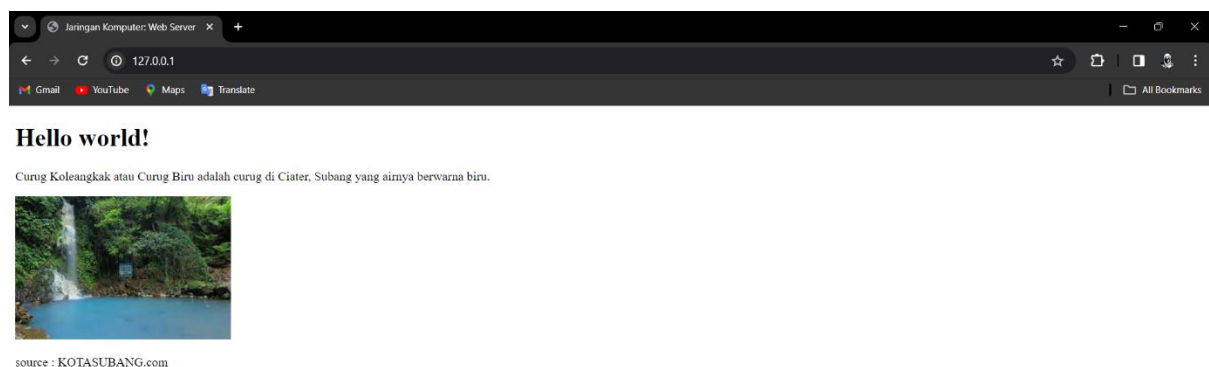 Jaringan Komputer: Web Server
127.0.0.1
Gmail YouTube Maps Translate All Bookmarks
Hello world!
Curug Koleangkak atau Curug Biru adalah curug di Ciater, Subang yang airnya berwarna biru.
source : KOTASUBANG.com